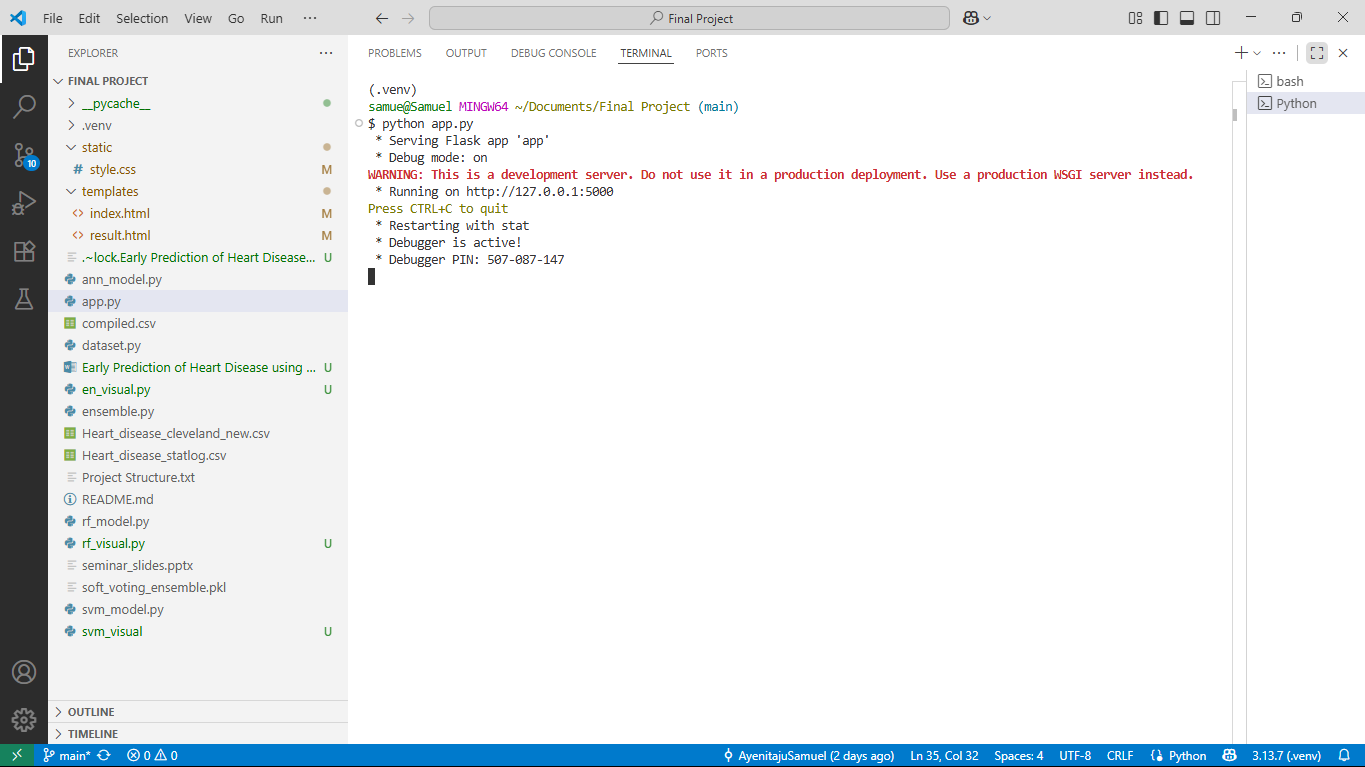 File Edit Selection View Go Run ···
Final Project
EXPLORER
FINAL PROJECT
__pycache__
.venv
static
# style.css M
templates
<> index.html M
<> result.html M
.~lock.Early Prediction of Heart Disease... U
ann_model.py
app.py
compiled.csv
dataset.py
Early Prediction of Heart Disease using ... U
en_visual.py U
ensemble.py
Heart_disease_cleveland_new.csv
Heart_disease_statlog.csv
Project Structure.txt
README.md
rf_model.py
rf_visual.py U
seminar_slides.pptx
soft_voting_ensemble.pkl
svm_model.py
svm_visual U
OUTLINE
TIMELINE
10
PROBLEMS OUTPUT DEBUG CONSOLE TERMINAL PORTS
(.venv)
samue@Samuel MINGW64 ~/Documents/Final Project (main)
$ python app.py
* Serving Flask app 'app'
* Debug mode: on
WARNING: This is a development server. Do not use it in a production deployment. Use a production WSGI server instead.
* Running on http://127.0.0.1:5000
Press CTRL+C to quit
* Restarting with stat
* Debugger is active!
* Debugger PIN: 507-087-147
bash
Python
main* 0 0 AyenitajuSamuel (2 days ago) Ln 35, Col 32 Spaces: 4 UTF-8 CRLF Python 3.13.7 (.venv)